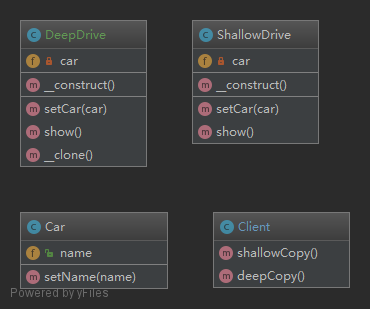 DeepDrive
car
__construct()
setCar(car)
show()
__clone()
ShallowDrive
car
__construct()
setCar(car)
show()
Car
name
setName(name)
Client
shallowCopy()
deepCopy()
Powered by yFiles